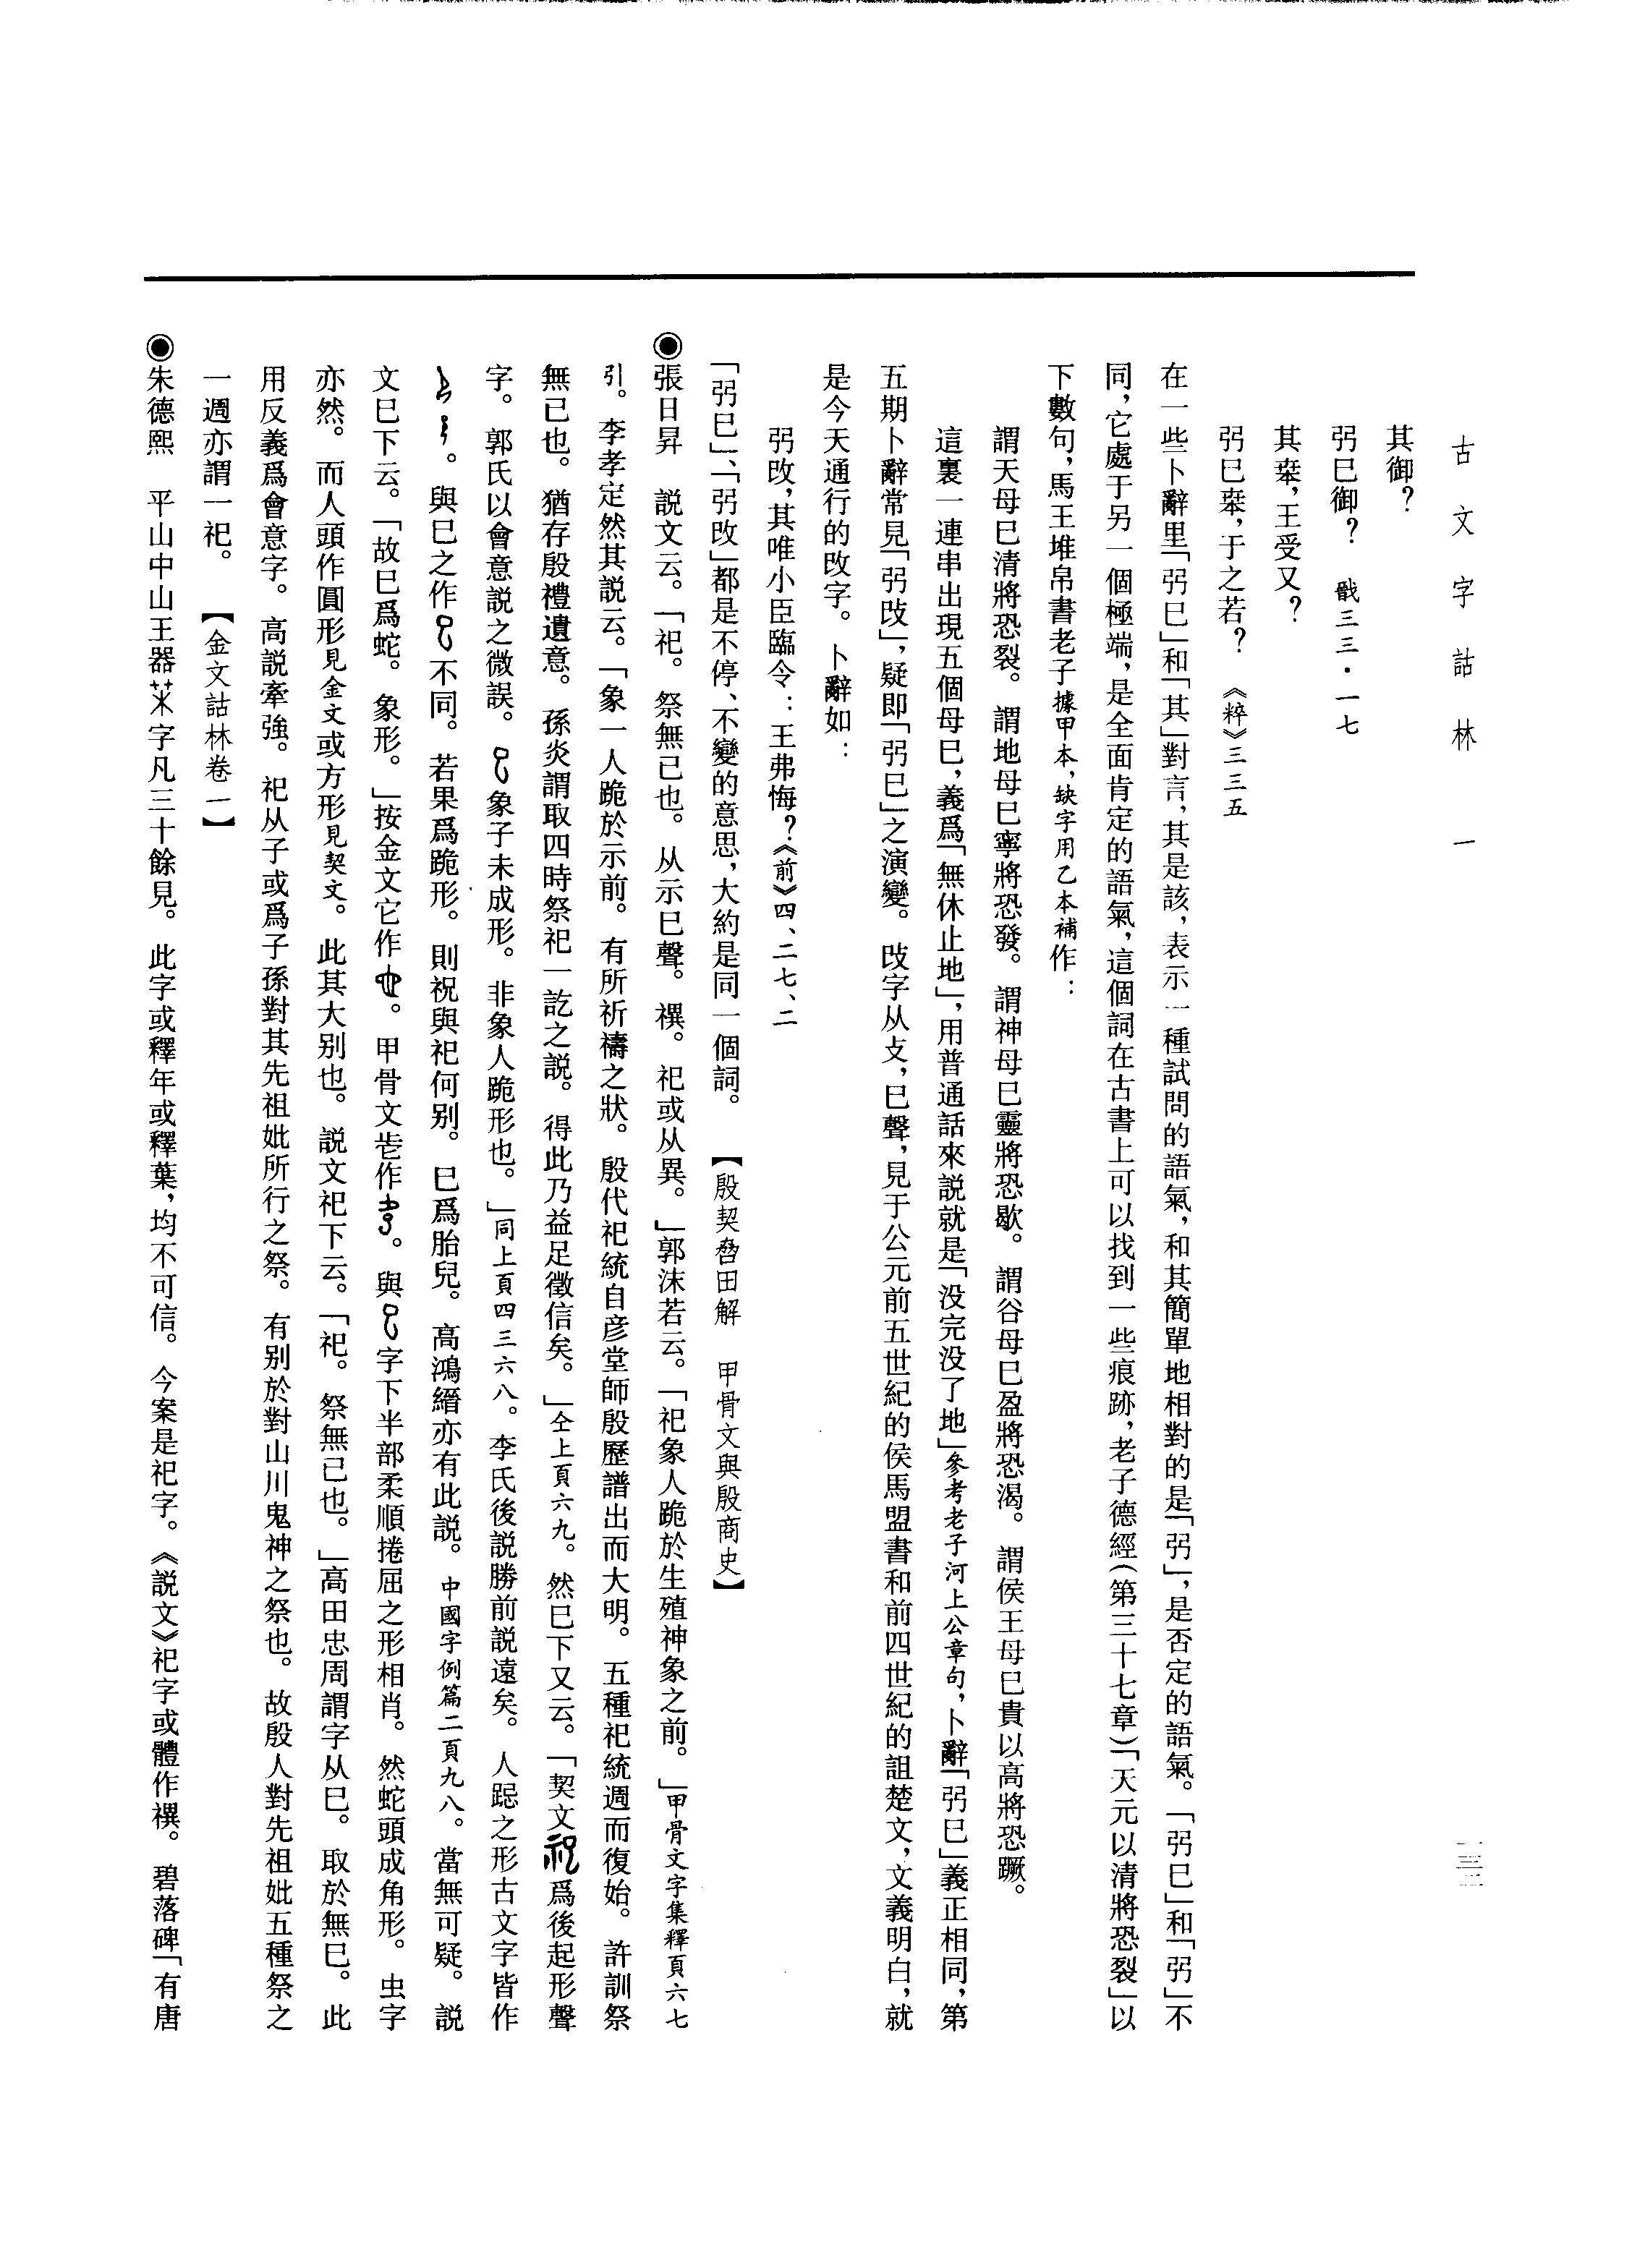 古文字詁林 一
其御？
弜巳御？ 戩三三·一七
其桒，王受又？
弜巳桒，于之若？ 《粹》三三五
在一些卜辭里「弜巳」和「其」對言，其是該，表示一種試問的語氣，和其簡單地相對的是「弜」，是否定的語氣。「弜巳」和「弜」不
同，它處于另一個極端，是全面肯定的語氣，這個詞在古書上可以找到一些痕跡，老子德經（第三十七章）「天元以清將恐裂」以
下數句，馬王堆帛書老子據甲本，缺字用乙本補作：
謂天母巳清將恐裂。謂地母巳寧將恐發。謂神母巳靈將恐歇。謂谷母巳盈將恐渴。謂侯王母巳貴以高將恐蹶。
這裏一連串出現五個母巳，義爲「無休止地」，用普通話來説就是「没完没了地」參考老子河上公章句，卜辭「弜巳」義正相同，第
五期卜辭常見「弜攺」，疑即「弜巳」之演變。攺字从攴，巳聲，見于公元前五世紀的侯馬盟書和前四世紀的詛楚文，文義明白，就
是今天通行的改字。卜辭如：
弜攺，其唯小臣臨令：王弗悔？《前》四、二七、二
「弜巳」、「弜攺」都是不停、不變的意思，大約是同一個詞。 【殷契叴田解 甲骨文與殷商史】
◉張日昇 説文云。「祀。祭無已也。从示巳聲。禩。祀或从異。」郭沫若云。「祀象人跪於生殖神象之前。」甲骨文字集釋頁六七
引。李孝定然其説云。「象一人跪於示前。有所祈禱之狀。殷代祀統自彦堂師殷歷譜出而大明。五種祀統週而復始。許訓祭
無已也。猶存殷禮遺意。孫炎謂取四時祭祀一訖之説。得此乃益足徵信矣。」仝上頁六九。然巳下又云。「契文爲後起形聲
字。郭氏以會意説之微誤。象子未成形。非象人跪形也。」同上頁四三六八。李氏後説勝前説遠矣。人跽之形古文字皆作
。與巳之作不同。若果爲跪形。則祝與祀何别。巳爲胎兒。高鴻縉亦有此説。中國字例篇二頁九八。當無可疑。説
文巳下云。「故巳爲蛇。象形。」按金文它作。甲骨文蚩作。與字下半部柔順捲屈之形相肖。然蛇頭成角形。虫字
亦然。而人頭作圓形見金文或方形見契文。此其大别也。説文祀下云。「祀。祭無已也。」高田忠周謂字从巳。取於無巳。此
用反義爲會意字。高説牽強。祀从子或爲子孫對其先祖妣所行之祭。有别於對山川鬼神之祭也。故殷人對先祖妣五種祭之
一週亦謂一祀。 【金文詁林卷一】
◉朱德熙 平山中山王器字凡三十餘見。此字或釋年或釋葉，均不可信。今案是祀字。《説文》祀字或體作禩。碧落碑「有唐